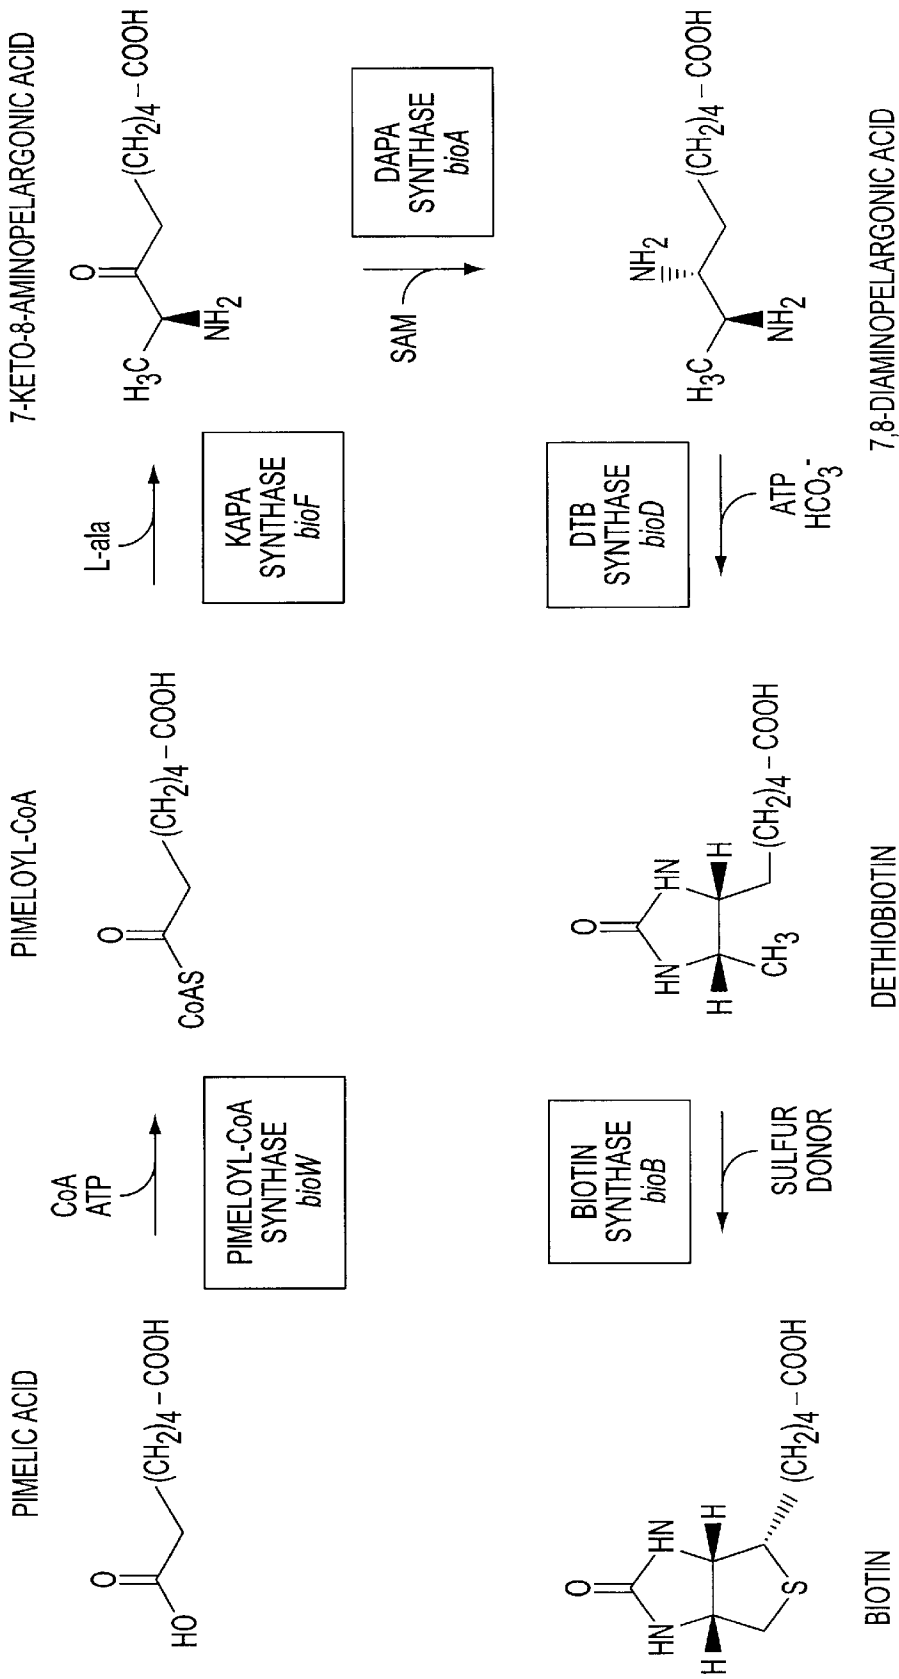 PIMELIC ACID
O
HO
(CH2)4 – COOH
CoA
ATP
PIMELOYL-CoA
SYNTHASE
bioW
PIMELOYL-CoA
O
CoAS
(CH2)4 – COOH
L-ala
KAPA
SYNTHASE
bioF
7-KETO-8-AMINOPELARGONIC ACID
O
H3C
NH2
(CH2)4 – COOH
SAM
DAPA
SYNTHASE
bioA
NH2
H3C
NH2
(CH2)4 – COOH
7,8-DIAMINOPELARGONIC ACID
DTB
SYNTHASE
bioD
ATP
HCO3-
O
HN
HN
H
H
CH3
(CH2)4 – COOH
DETHIOBIOTIN
BIOTIN
SYNTHASE
bioB
SULFUR
DONOR
O
HN
HN
H
H
S
(CH2)4 – COOH
BIOTIN